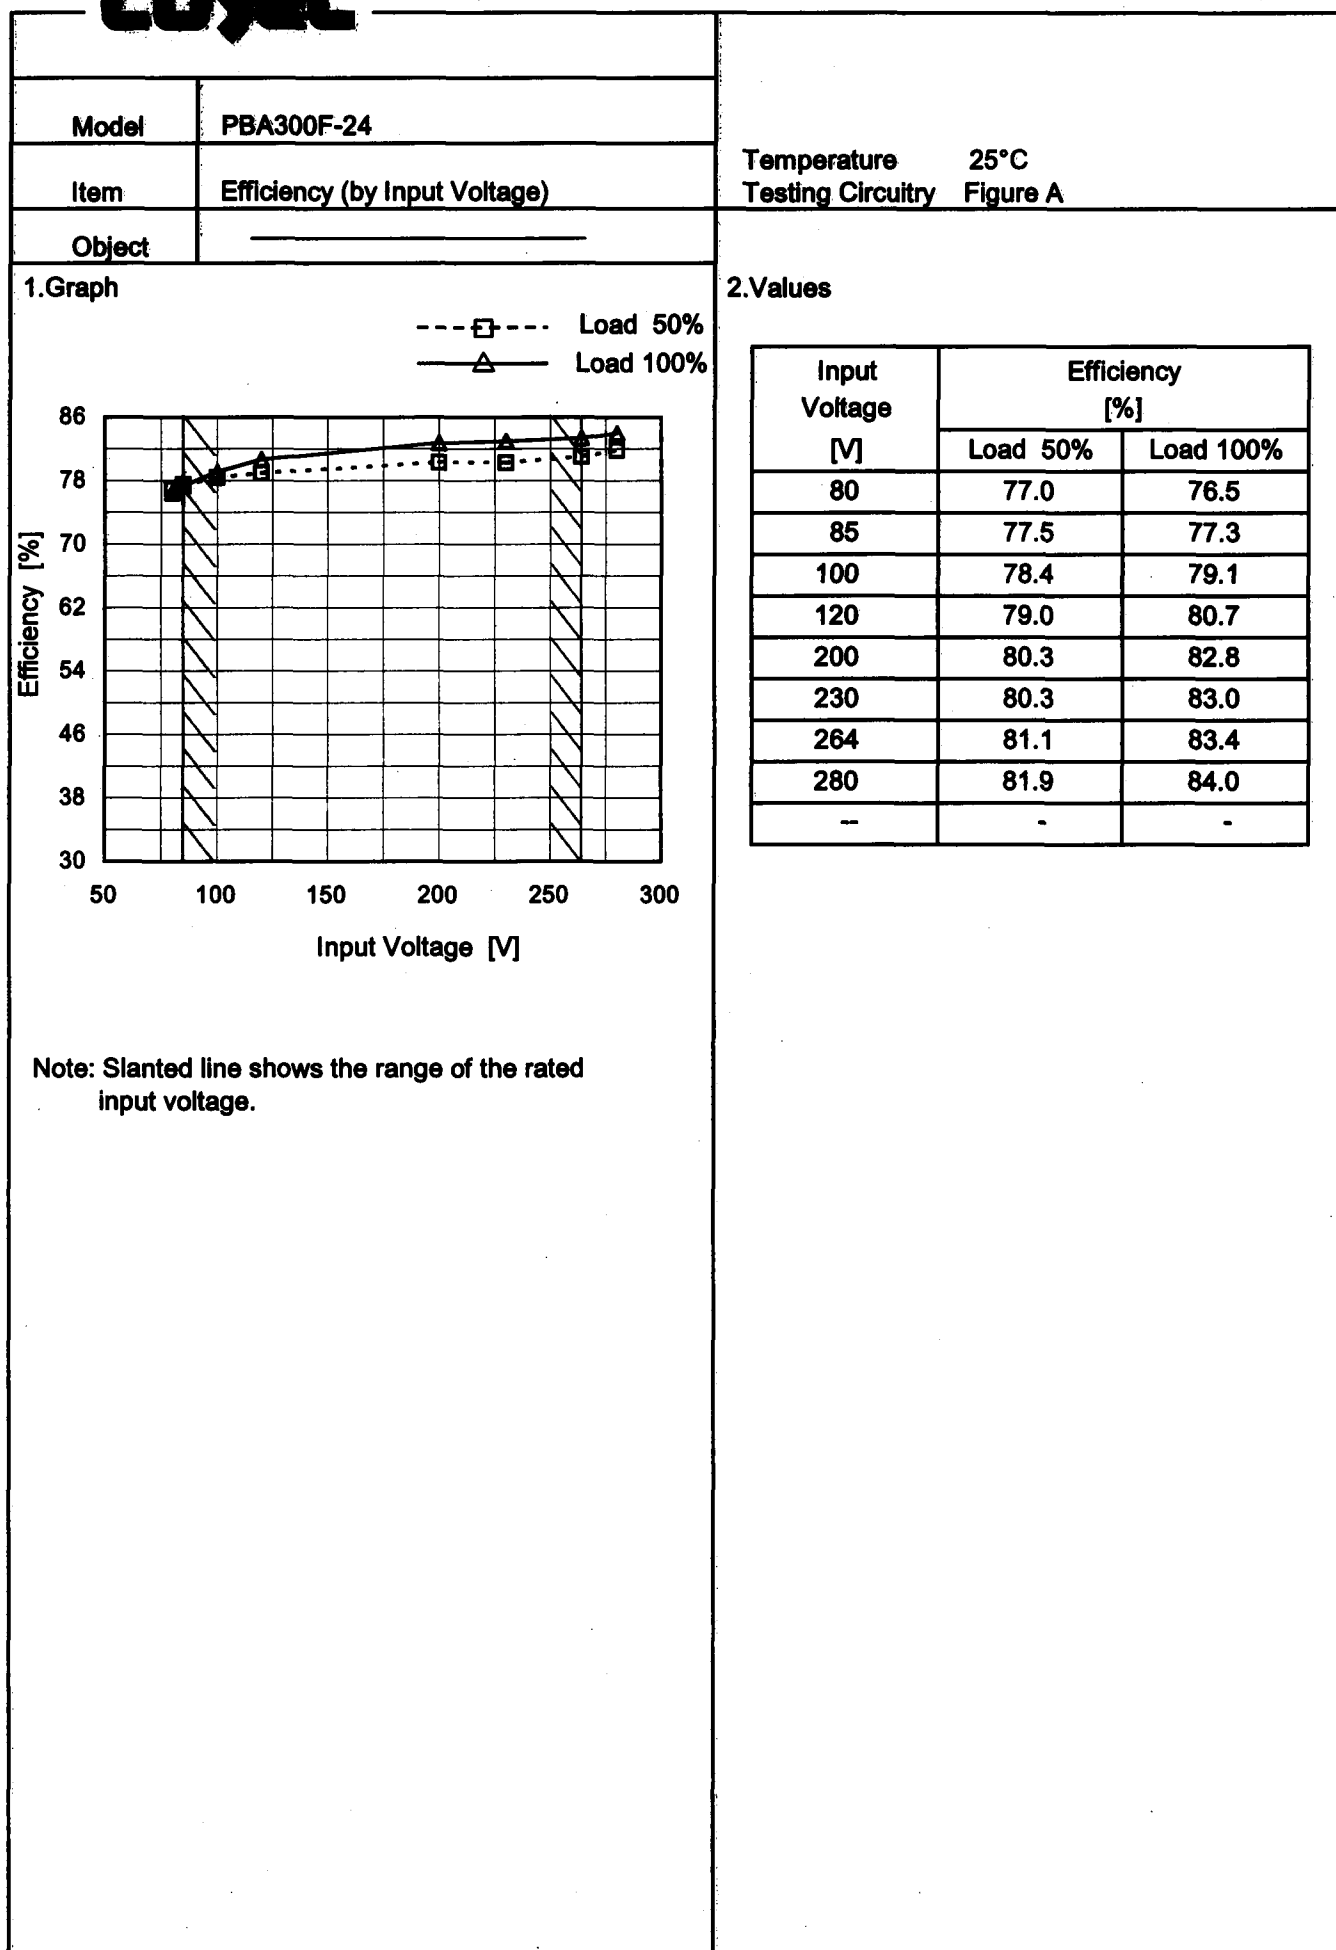 Model PBA300F-24
Item Efficiency (by Input Voltage)
Object
Temperature 25°C
Testing Circuitry Figure A
1.Graph
Load 50%
Load 100%
86
78
70
62
54
46
38
30
Efficiency [%]
50 100 150 200 250 300
Input Voltage [V]
Note: Slanted line shows the range of the rated
input voltage.
2.Values
Input Voltage [V] Efficiency [%]
Load 50% Load 100%
80 77.0 76.5
85 77.5 77.3
100 78.4 79.1
120 79.0 80.7
200 80.3 82.8
230 80.3 83.0
264 81.1 83.4
280 81.9 84.0
-- - -